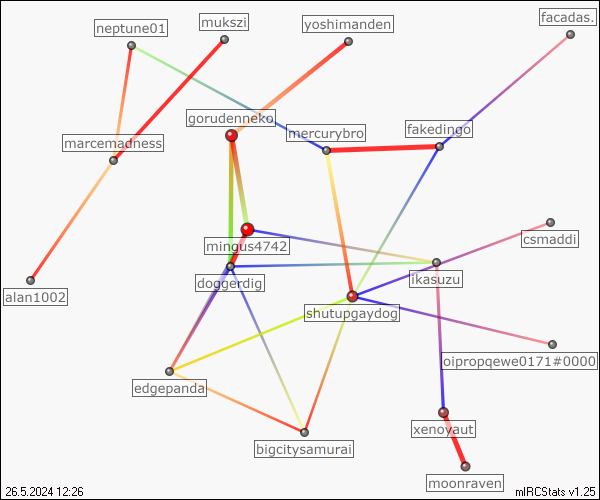 neptune01
mukszi
yoshimanden
facadas.
gorudenneko
mercurybro
fakedingo
marcemadness
mingus4742
csmaddi
doggerdig
ikasuzu
alan1002
shutupgaydog
oipropqewe0171#0000
edgepanda
xenoyaut
bigcitysamurai
moonraven
26.5.2024 12:26
mIRCStats v1.25